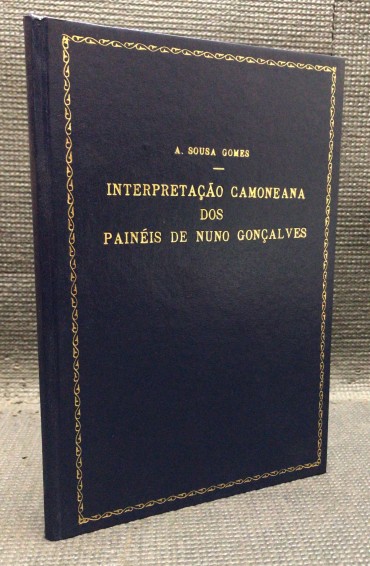 A. SOUSA GOMES
INTERPRETAÇÃO CAMONEANA
DOS
PAINÉIS DE NUNO GONÇALVES